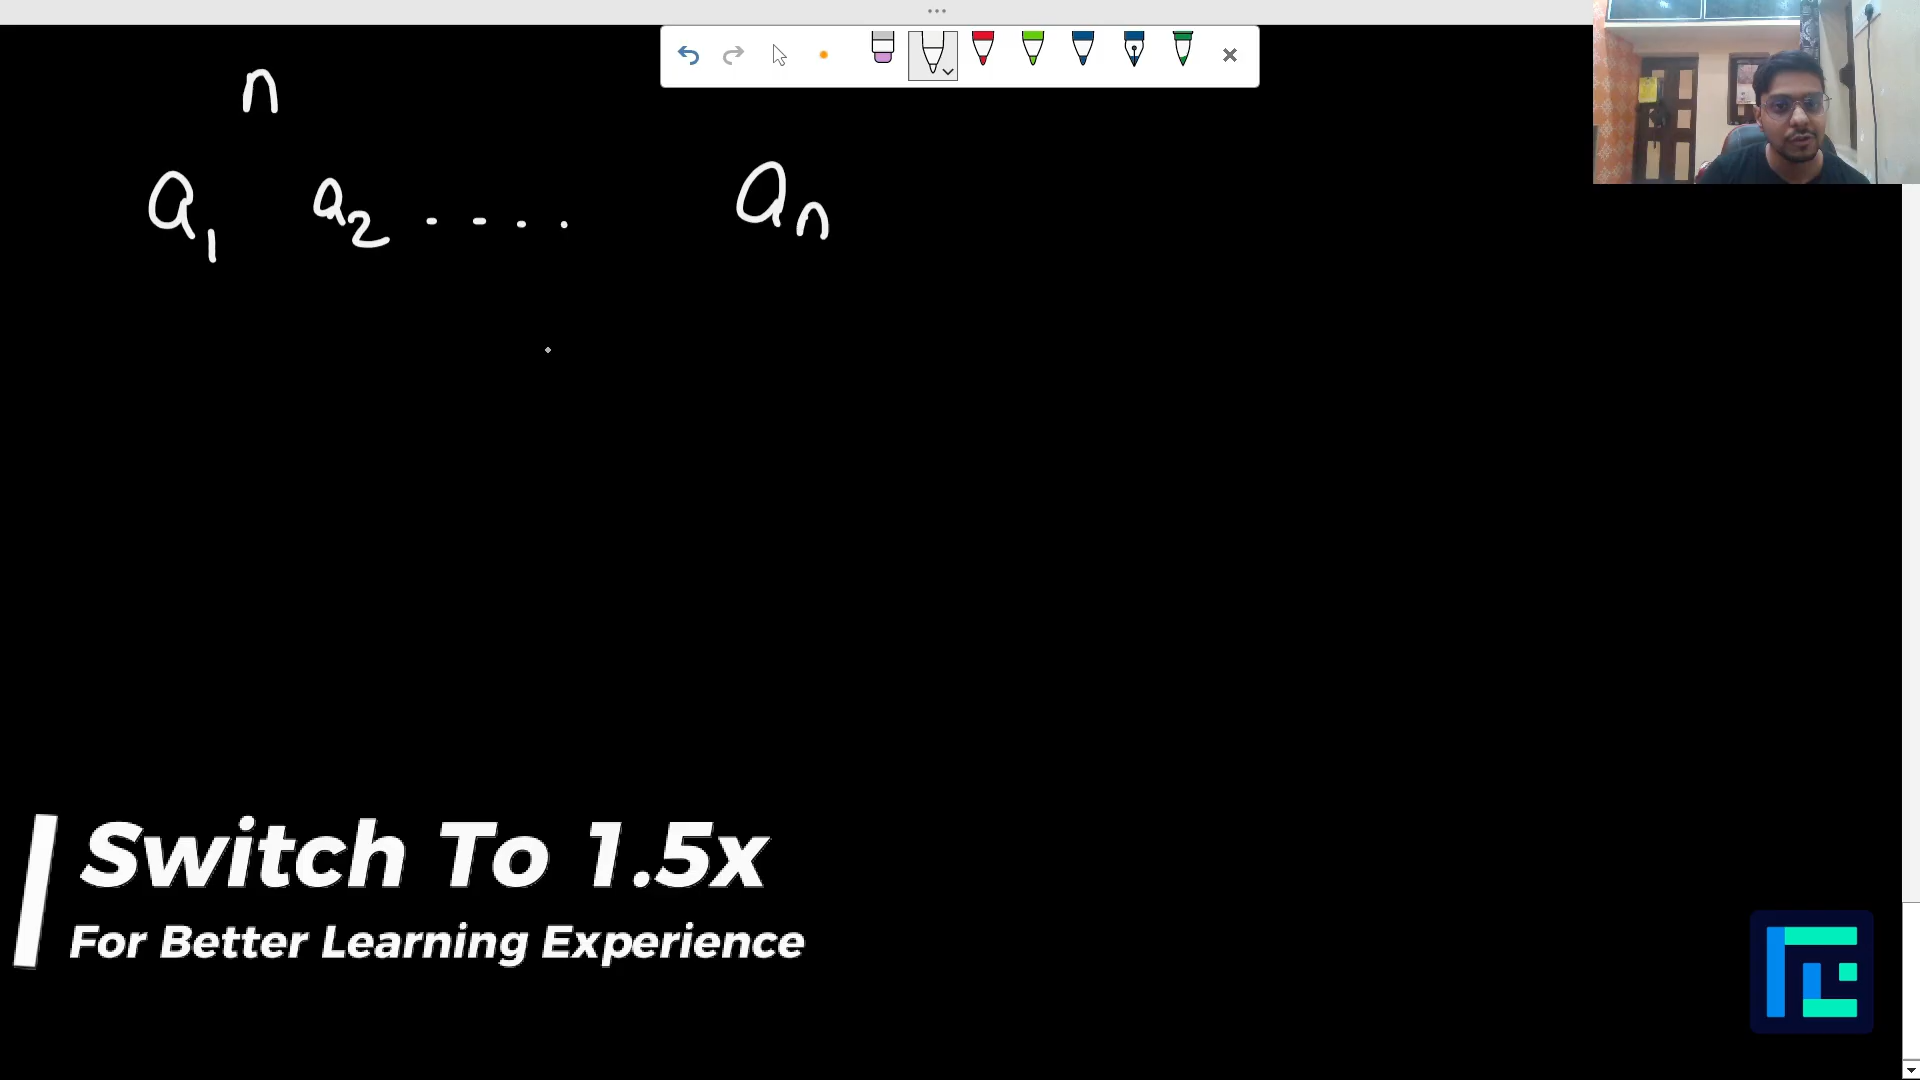 n
a₁ a₂ .... aₙ
Switch To 1.5x
For Better Learning Experience